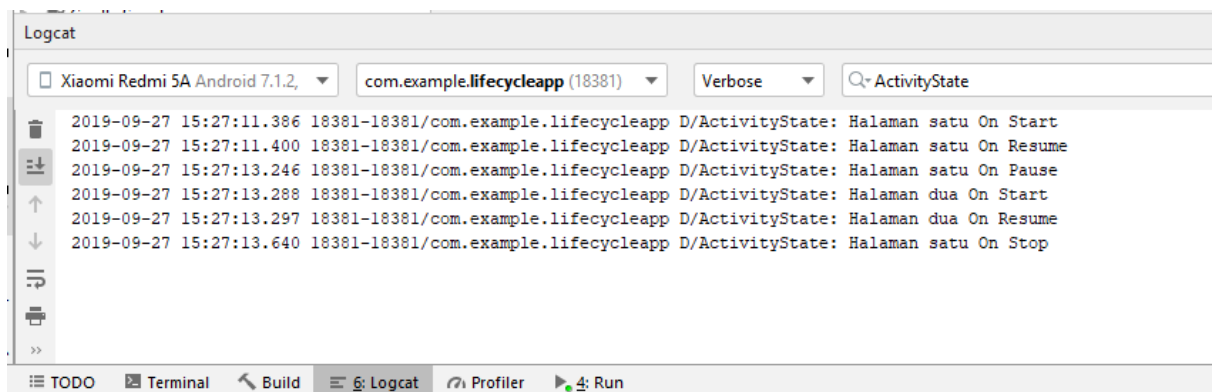 Logcat
Xiaomi Redmi 5A Android 7.1.2, com.example.lifecycleapp (18381) Verbose ActivityState
2019-09-27 15:27:11.386 18381-18381/com.example.lifecycleapp D/ActivityState: Halaman satu On Start
2019-09-27 15:27:11.400 18381-18381/com.example.lifecycleapp D/ActivityState: Halaman satu On Resume
2019-09-27 15:27:13.246 18381-18381/com.example.lifecycleapp D/ActivityState: Halaman satu On Pause
2019-09-27 15:27:13.288 18381-18381/com.example.lifecycleapp D/ActivityState: Halaman dua On Start
2019-09-27 15:27:13.297 18381-18381/com.example.lifecycleapp D/ActivityState: Halaman dua On Resume
2019-09-27 15:27:13.640 18381-18381/com.example.lifecycleapp D/ActivityState: Halaman satu On Stop
TODO Terminal Build 6: Logcat Profiler 4: Run